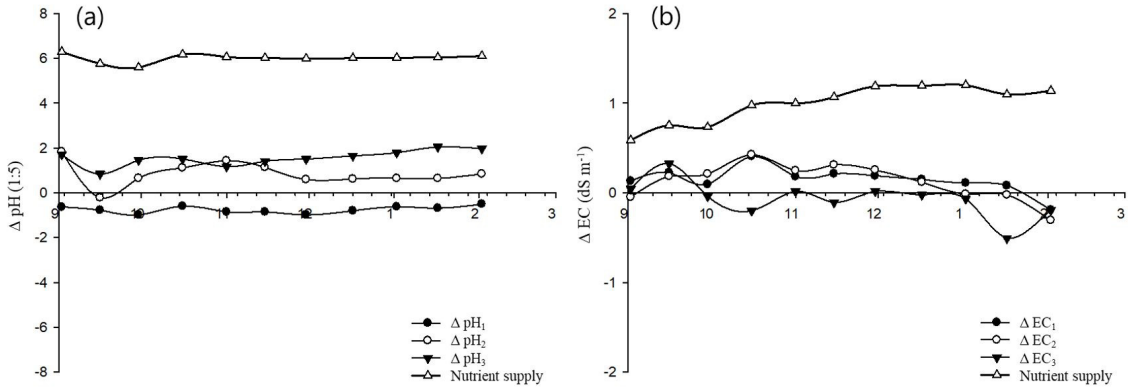 (a)
8
6
4
2
0
-2
-4
-6
-8
Δ pH (1:5)
9 10 11 12 1 2 3
Δ pH₁
Δ pH₂
Δ pH₃
Nutrient supply
(b)
2
1
0
-1
-2
Δ EC (dS m⁻¹)
9 10 11 12 1 2 3
Δ EC₁
Δ EC₂
Δ EC₃
Nutrient supply